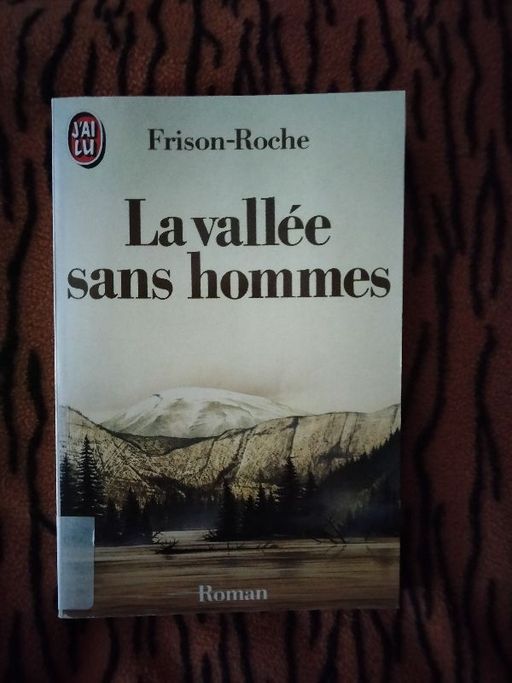 J'AI
LU
Frison-Roche
La vallée
sans hommes
Roman